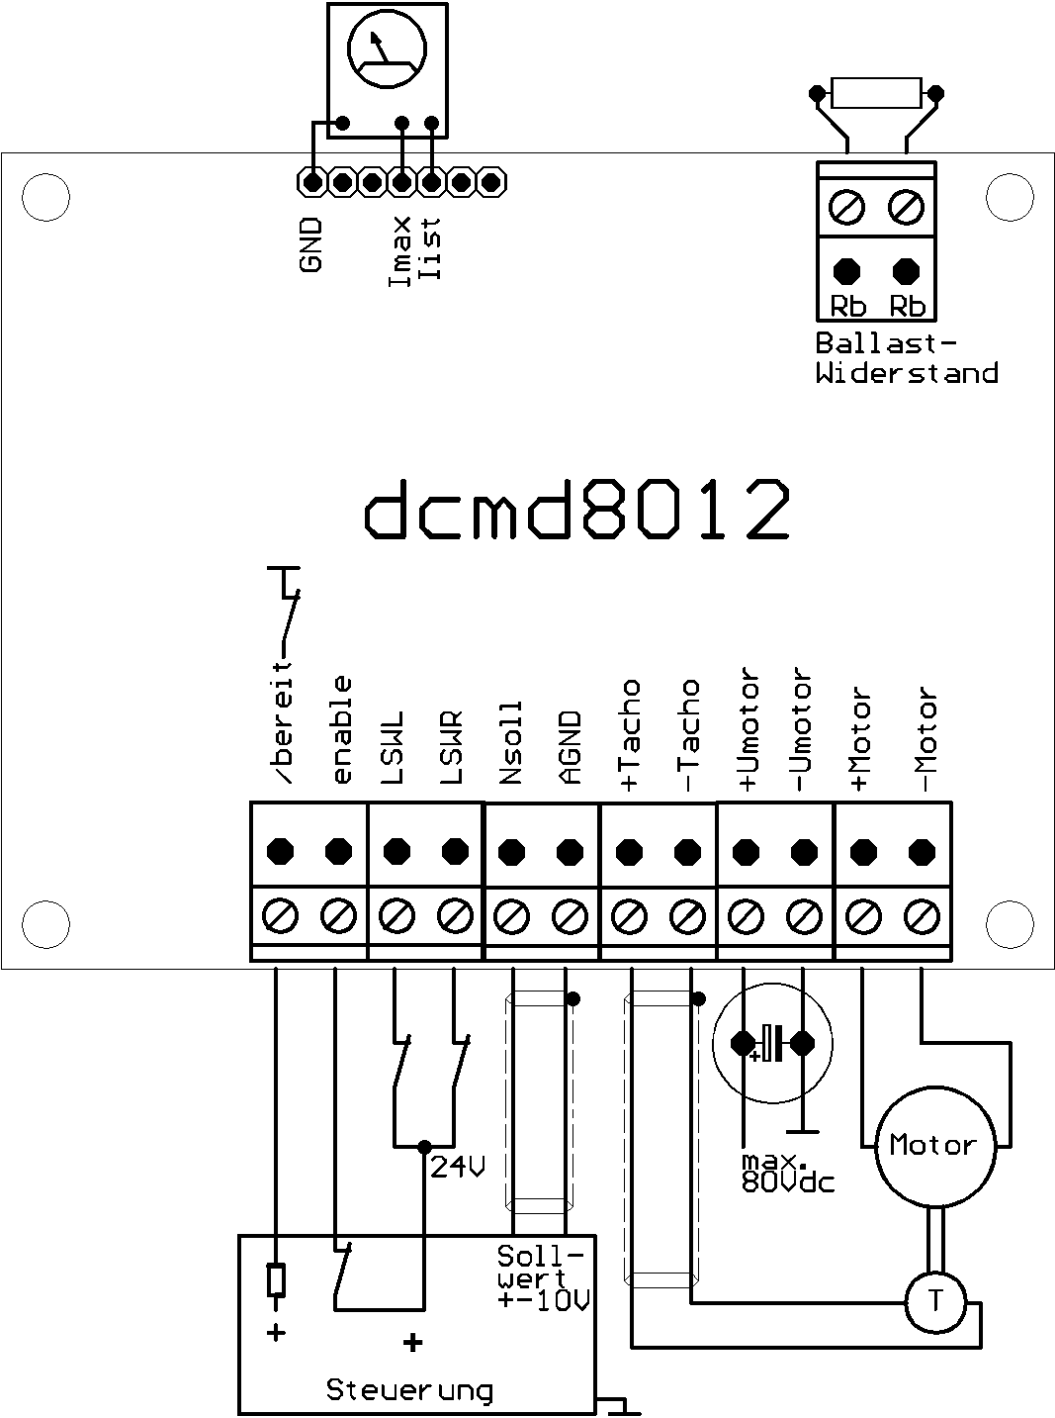 GND
Imax
Iist
Rb Rb
Ballast-
Widerstand
dcmd8012
/bereit
enable
LSWL
LSWR
Nsoll
AGND
+Tacho
-Tacho
+Umotor
-Umotor
+Motor
-Motor
+
24V
max.
80Vdc
Motor
Soll-
wert
+-10V
T
+
+
Steuerung